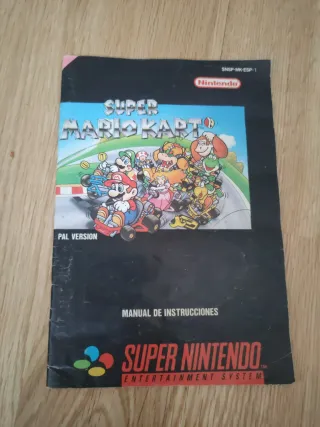 SNSP-MK-ESP-1
Nintendo
SUPER
MARIO KART
PAL VERSION
MANUAL DE INSTRUCCIONES
SUPER NINTENDO
ENTERTAINMENT SYSTEM